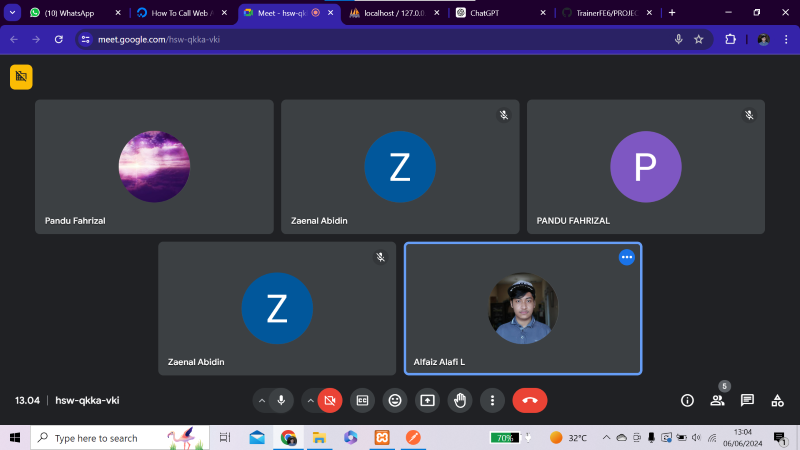 (10) WhatsApp
How To Call Web A
Meet - hsw-q
localhost / 127.0.0
ChatGPT
TrainerFE6/PROJEC
meet.google.com/hsw-qkka-vki
Pandu Fahrizal
Z
Zaenal Abidin
P
PANDU FAHRIZAL
Z
Zaenal Abidin
Alfaiz Alafi L
13.04 | hsw-qkka-vki
CC
5
Type here to search
70%
32°C
13:04
06/06/2024
1